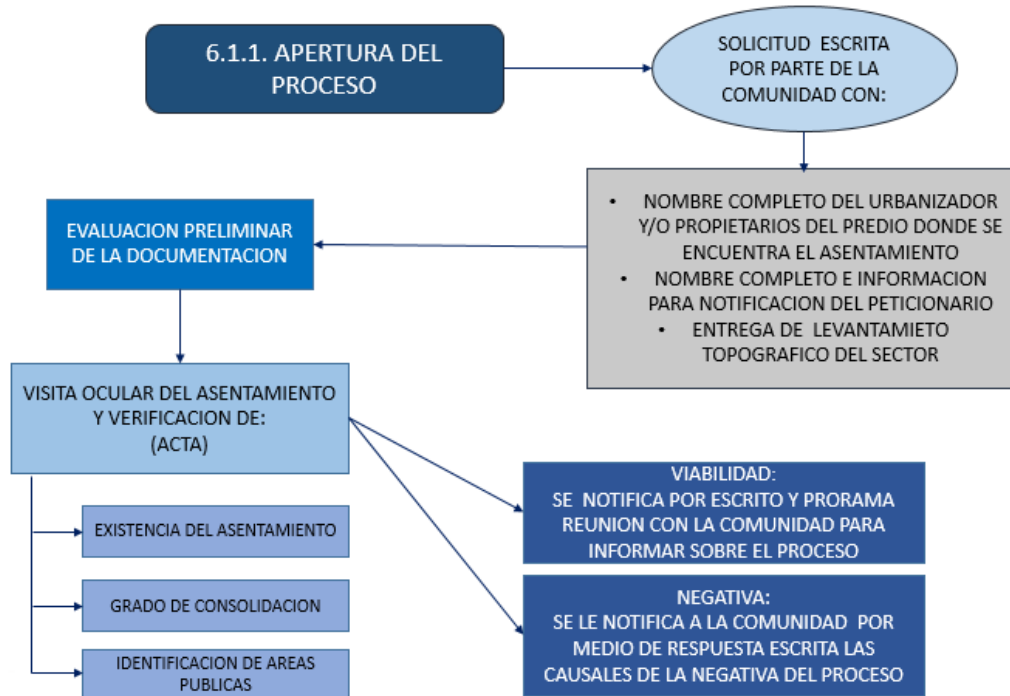 6.1.1. APERTURA DEL
PROCESO
SOLICITUD ESCRITA
POR PARTE DE LA
COMUNIDAD CON:
• NOMBRE COMPLETO DEL URBANIZADOR
Y/O PROPIETARIOS DEL PREDIO DONDE SE
ENCUENTRA EL ASENTAMIENTO
• NOMBRE COMPLETO E INFORMACION
PARA NOTIFICACION DEL PETICIONARIO
• ENTREGA DE LEVANTAMIETO
TOPOGRAFICO DEL SECTOR
EVALUACION PRELIMINAR
DE LA DOCUMENTACION
VISITA OCULAR DEL ASENTAMIENTO
Y VERIFICACION DE:
(ACTA)
EXISTENCIA DEL ASENTAMIENTO
GRADO DE CONSOLIDACION
IDENTIFICACION DE AREAS
PUBLICAS
VIABILIDAD:
SE NOTIFICA POR ESCRITO Y PRORAMA
REUNION CON LA COMUNIDAD PARA
INFORMAR SOBRE EL PROCESO
NEGATIVA:
SE LE NOTIFICA A LA COMUNIDAD POR
MEDIO DE RESPUESTA ESCRITA LAS
CAUSALES DE LA NEGATIVA DEL PROCESO